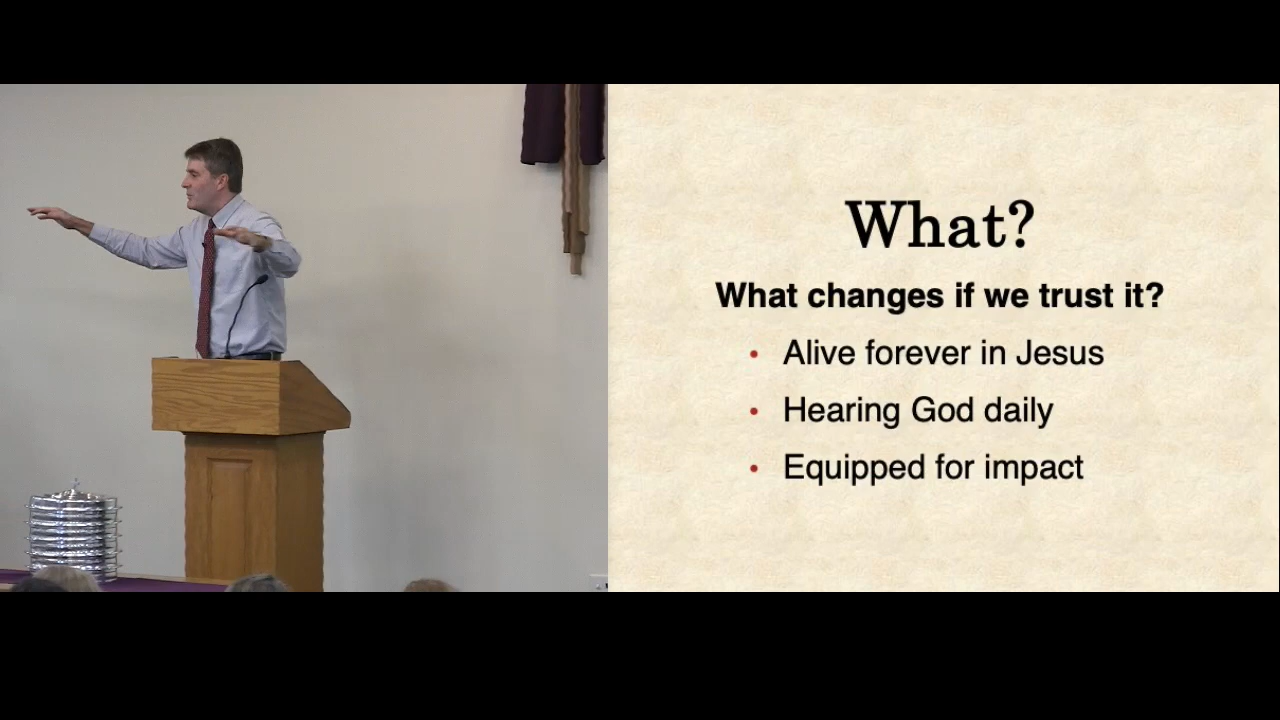 What?
What changes if we trust it?
• Alive forever in Jesus
• Hearing God daily
• Equipped for impact